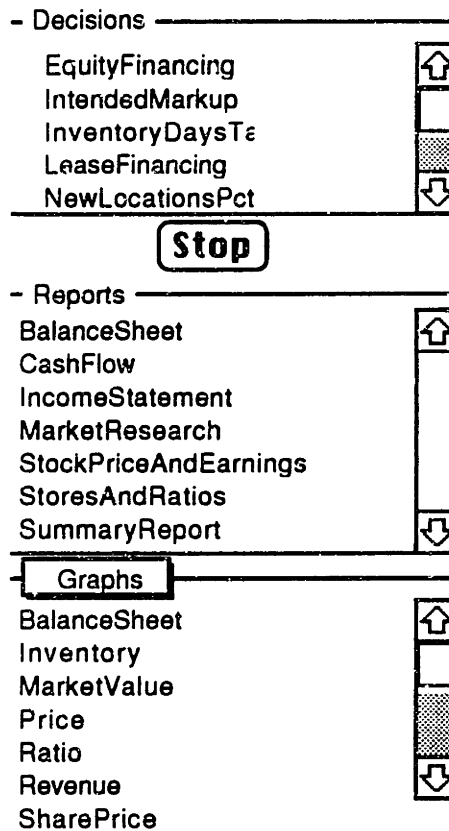 - Decisions
EquityFinancing
IntendedMarkup
InventoryDaysTa
LeaseFinancing
NewLocationsPct
Stop
- Reports
BalanceSheet
CashFlow
IncomeStatement
MarketResearch
StockPriceAndEarnings
StoresAndRatios
SummaryReport
Graphs
BalanceSheet
Inventory
MarketValue
Price
Ratio
Revenue
SharePrice